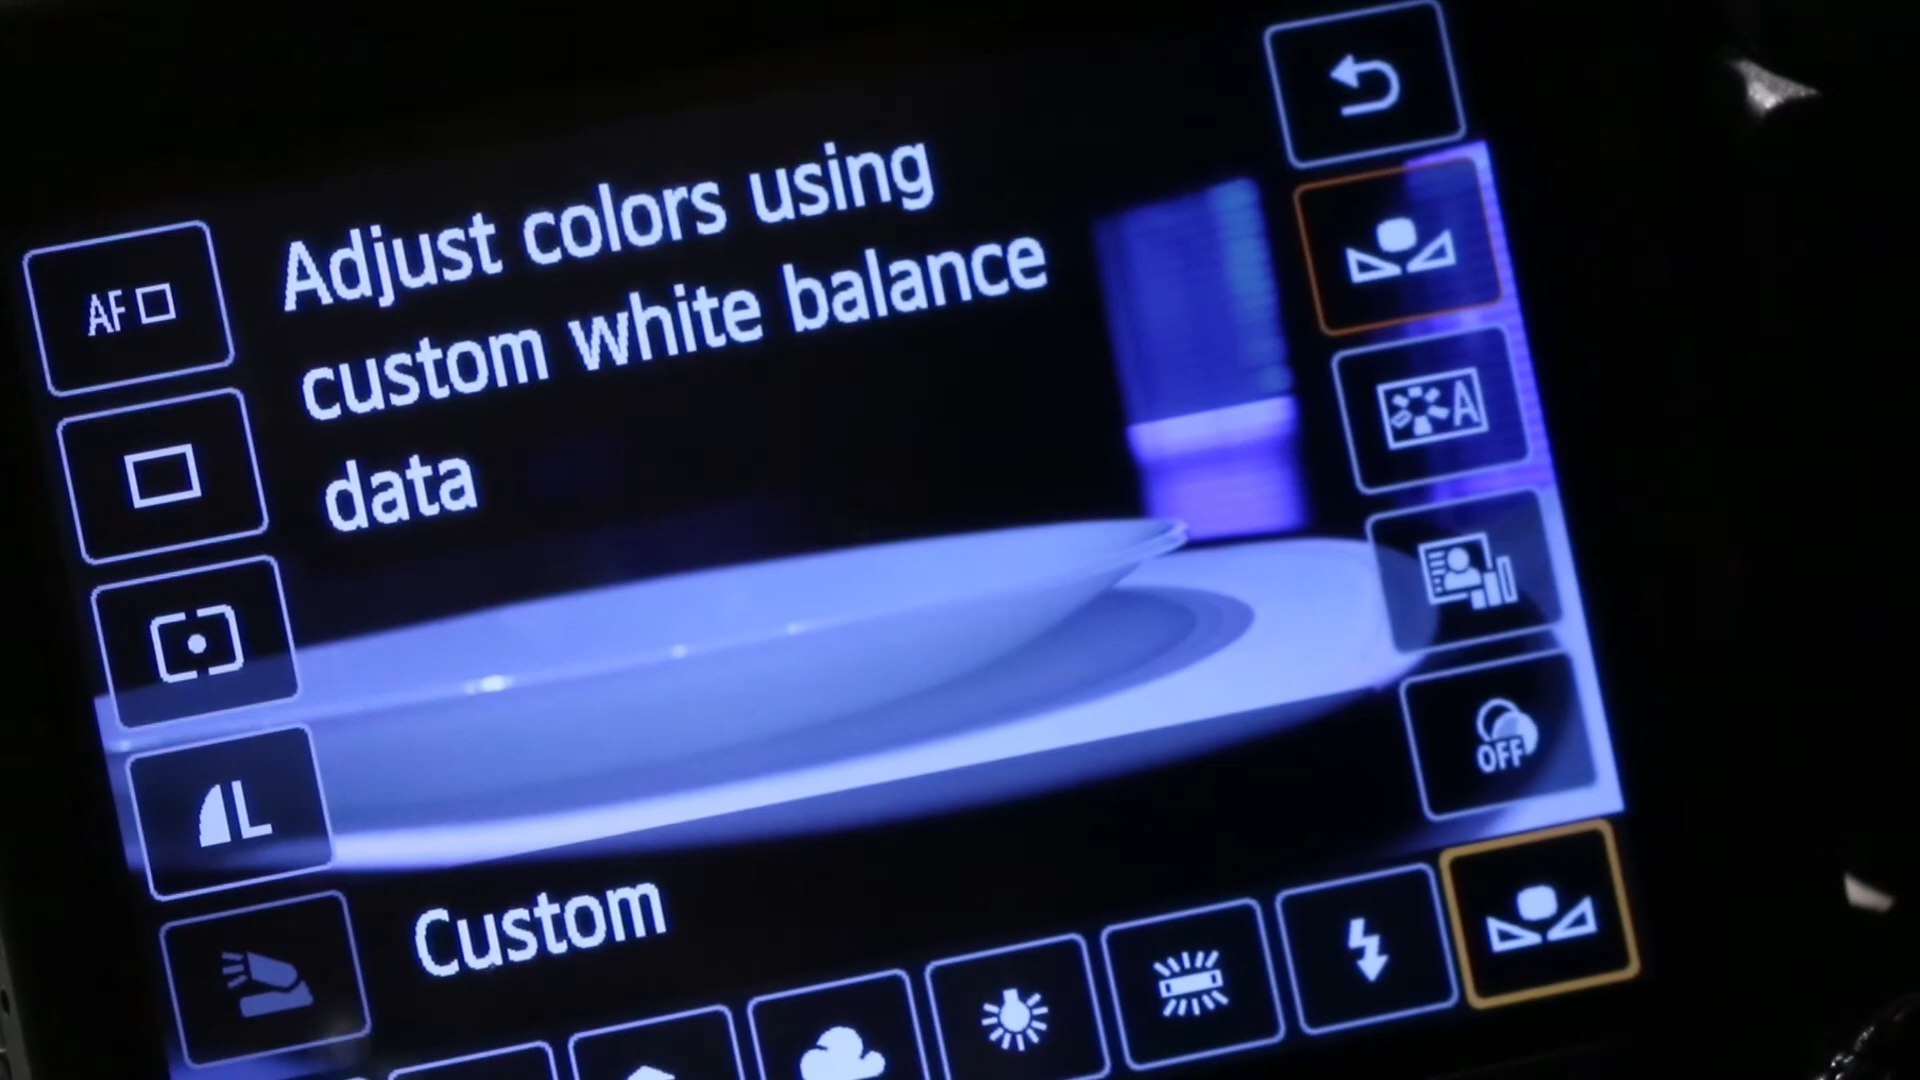 Adjust colors using
custom white balance
data
AF
A
L
OFF
Custom